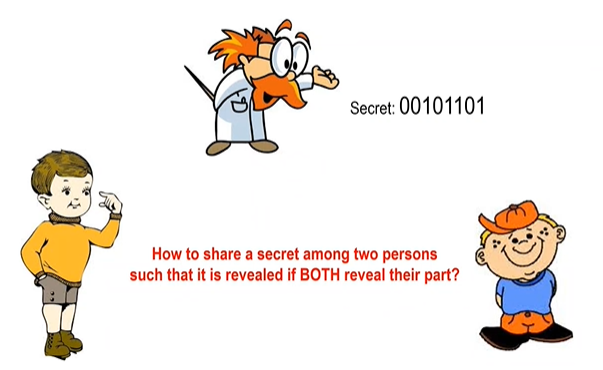 Secret: 00101101
How to share a secret among two persons
such that it is revealed if BOTH reveal their part?